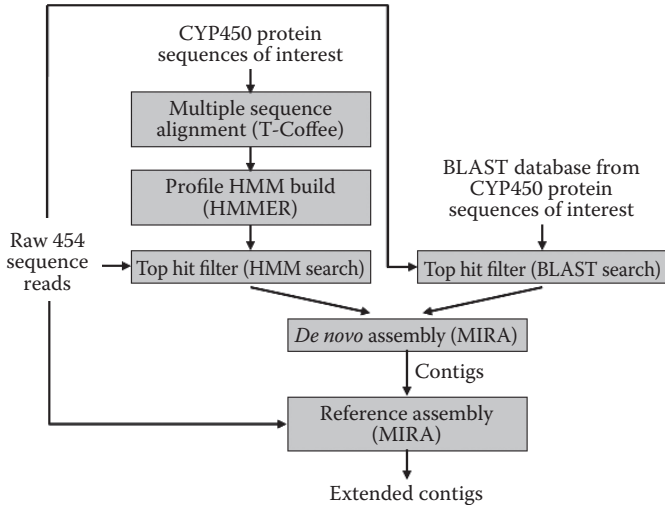 CYP450 protein
sequences of interest
Multiple sequence
alignment (T-Coffee)
Profile HMM build
(HMMER)
BLAST database from
CYP450 protein
sequences of interest
Raw 454
sequence
reads
Top hit filter (HMM search)
Top hit filter (BLAST search)
De novo assembly (MIRA)
Contigs
Reference assembly
(MIRA)
Extended contigs